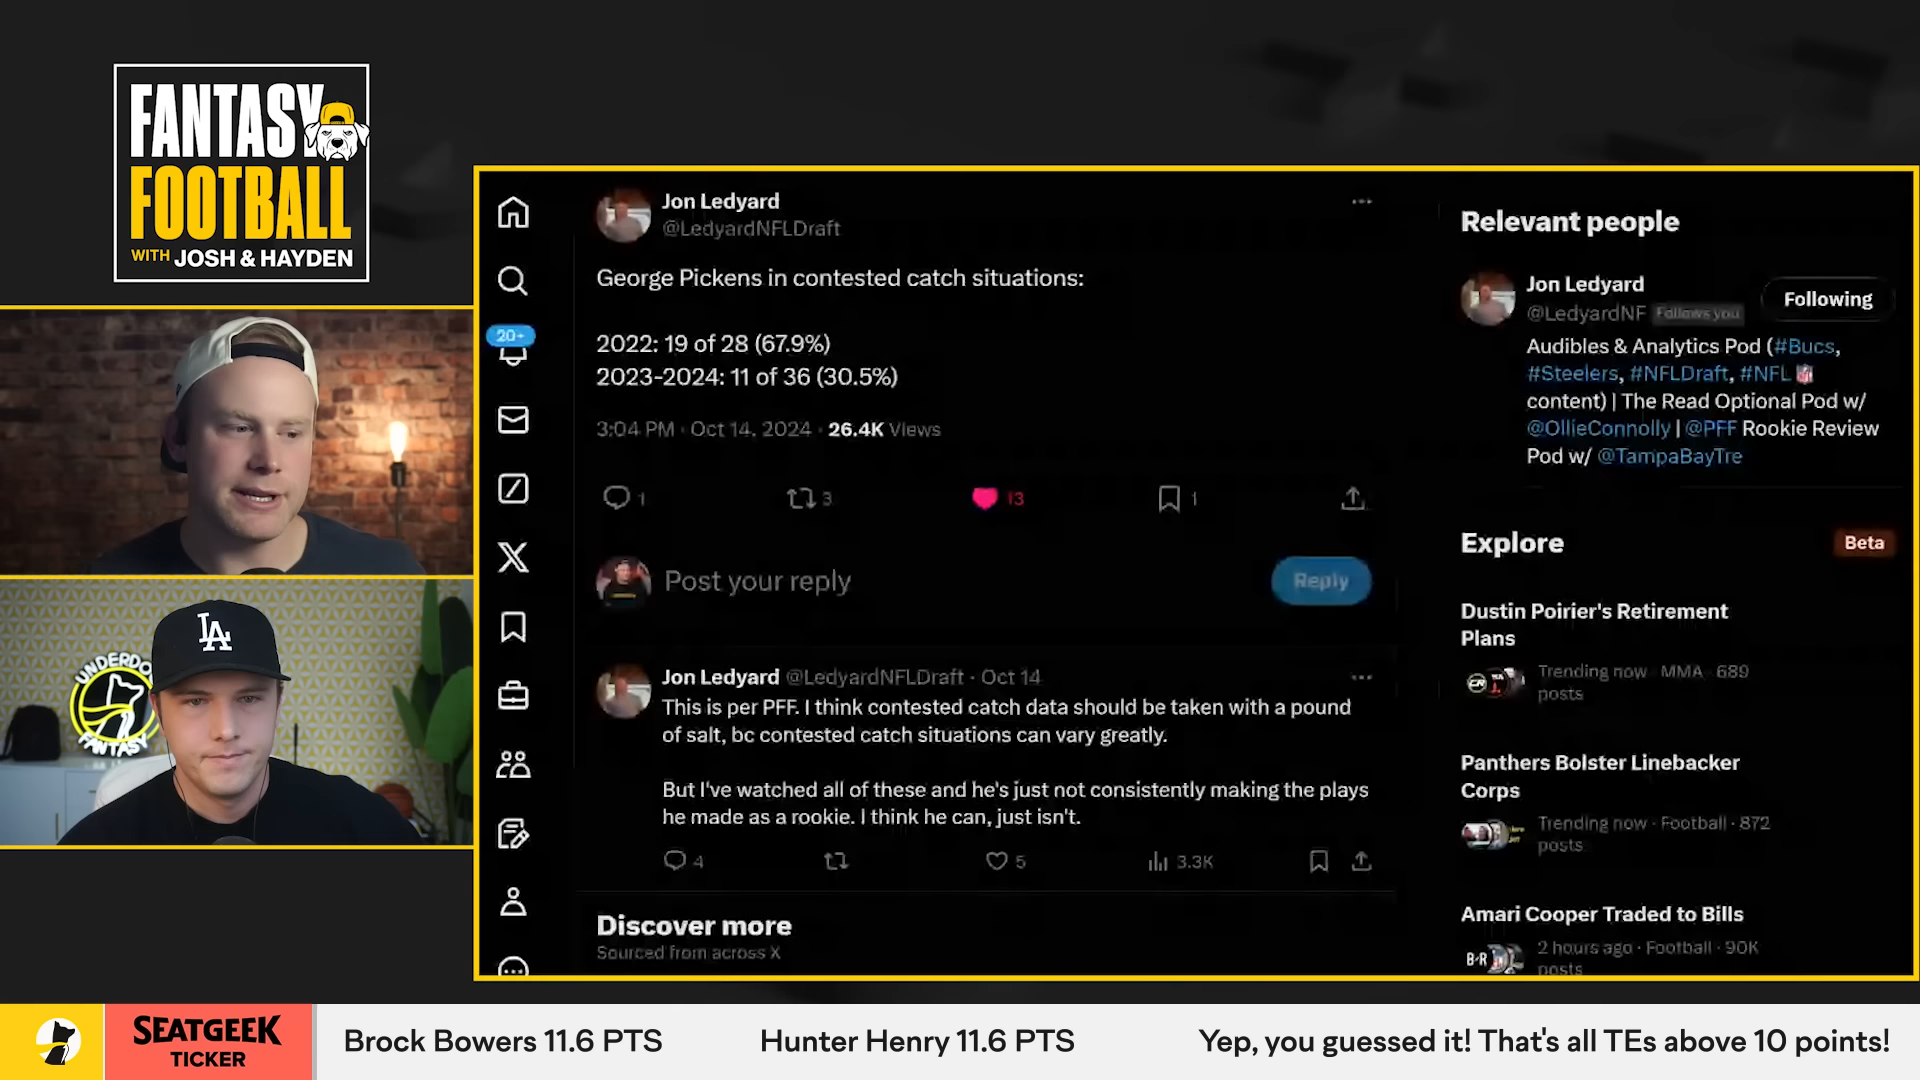 FANTASY
FOOTBALL
WITH JOSH & HAYDEN
LA
UNDERDO
FANTASY
20+
Jon Ledyard
@LedyardNFLDraft
George Pickens in contested catch situations:
2022: 19 of 28 (67.9%)
2023-2024: 11 of 36 (30.5%)
3:04 PM · Oct 14, 2024 · 26.4K Views
1
3
13
1
Post your reply
Reply
Jon Ledyard @LedyardNFLDraft · Oct 14
This is per PFF. I think contested catch data should be taken with a pound
of salt, bc contested catch situations can vary greatly.
But I've watched all of these and he's just not consistently making the plays
he made as a rookie. I think he can, just isn't.
4
5
3.3K
Discover more
Sourced from across X
Relevant people
Jon Ledyard
@LedyardNF Follows you
Following
Audibles & Analytics Pod (#Bucs,
#Steelers, #NFLDraft, #NFL
content) | The Read Optional Pod w/
@OllieConnolly | @PFF Rookie Review
Pod w/ @TampaBayTre
Explore
Beta
Dustin Poirier's Retirement
Plans
Trending now · MMA · 689
posts
Panthers Bolster Linebacker
Corps
Trending now · Football · 872
posts
Amari Cooper Traded to Bills
B/R
2 hours ago · Football · 90K
posts
SEATGEEK
TICKER
Brock Bowers 11.6 PTS
Hunter Henry 11.6 PTS
Yep, you guessed it! That's all TEs above 10 points!